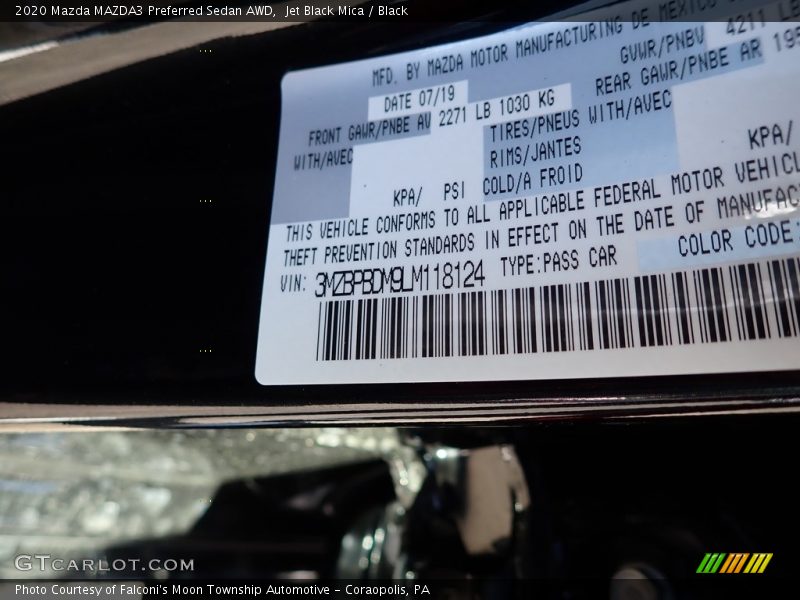 2020 Mazda MAZDA3 Preferred Sedan AWD, Jet Black Mica / Black
MFD. BY MAZDA MOTOR MANUFACTURING DE MEXICO
DATE 07/19
GVWR/PNBV 4211 LB
FRONT GAWR/PNBE AV 2271 LB 1030 KG
REAR GAWR/PNBE AR
WITH/AVEC
TIRES/PNEUS WITH/AVEC
RIMS/JANTES
KPA/ PSI COLD/A FROID
KPA/
THIS VEHICLE CONFORMS TO ALL APPLICABLE FEDERAL MOTOR VEHICL
THEFT PREVENTION STANDARDS IN EFFECT ON THE DATE OF MANUFAC
VIN: 3MZBPBDM9LM118124 TYPE:PASS CAR
COLOR CODE:
GTCARLOT.COM
Photo Courtesy of Falconi's Moon Township Automotive - Coraopolis, PA